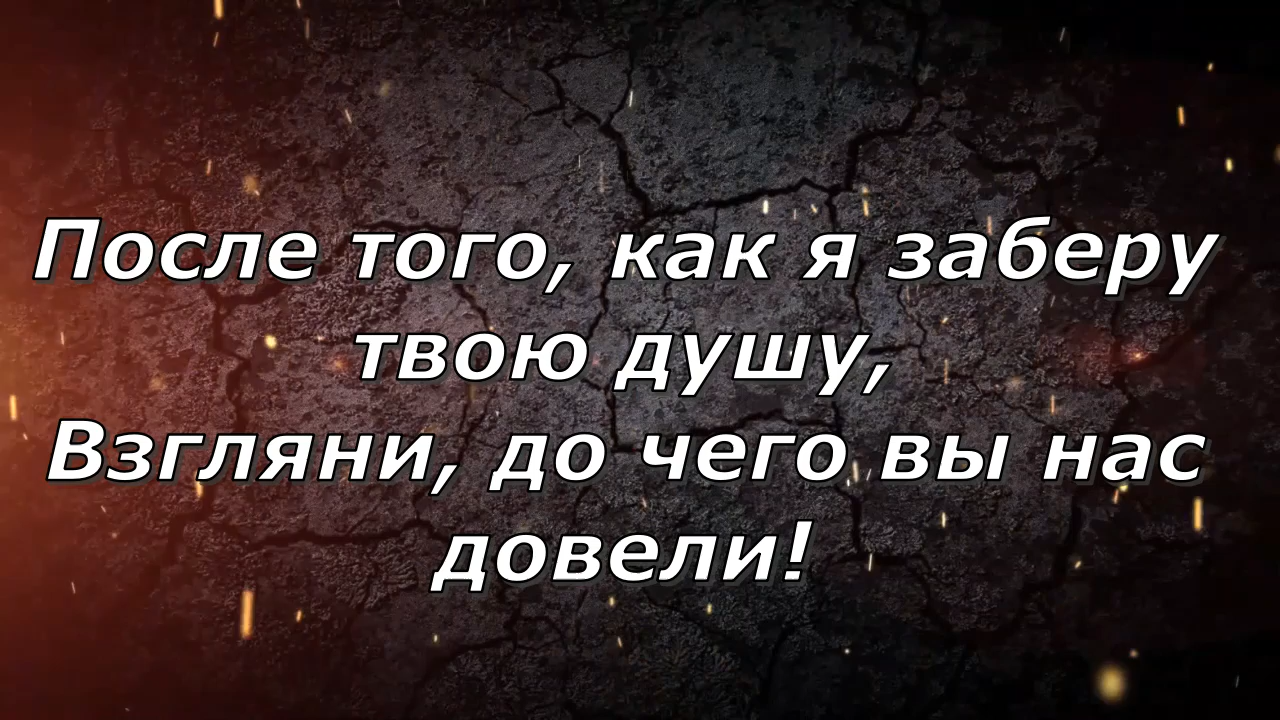 После того, как я заберу
твою душу,
Взгляни, до чего вы нас
довели!